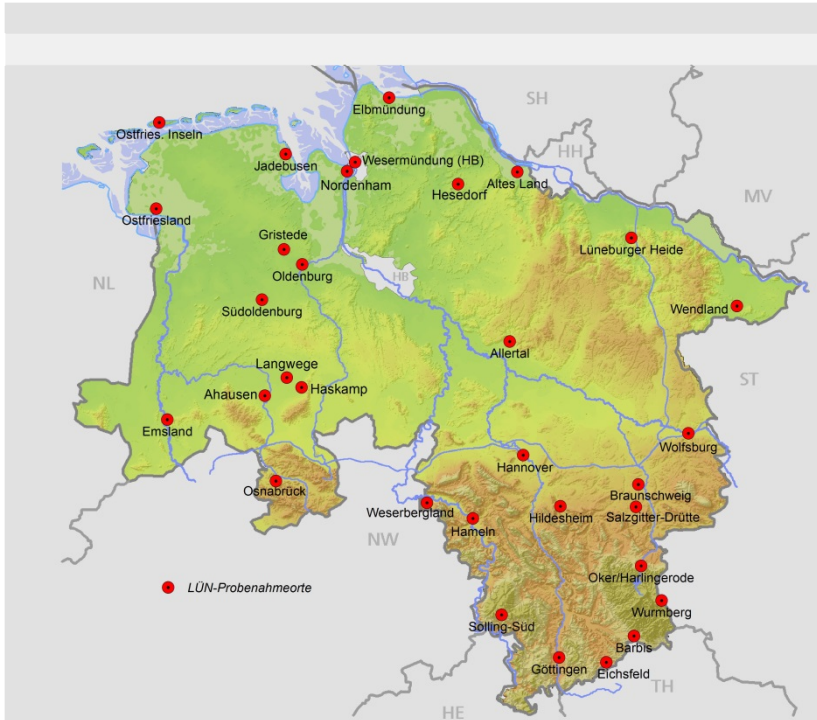 SH
Elbmündung
Ostfries. Inseln
HH
Jadebusen
Wesermündung (HB)
Nordenham
Altes Land
Hesedorf
MV
Ostfriesland
Gristede
Lüneburger Heide
NL
Oldenburg
HB
Südoldenburg
Wendland
Allertal
Langwege
ST
Haskamp
Ahausen
Emsland
Wolfsburg
Hannover
Osnabrück
Braunschweig
Weserbergland
Hildesheim
Salzgitter-Drütte
Hameln
NW
Oker/Harlingerode
LÜN-Probenahmeorte
Wurmberg
Solling-Süd
Barbis
Göttingen
Eichsfeld
TH
HE